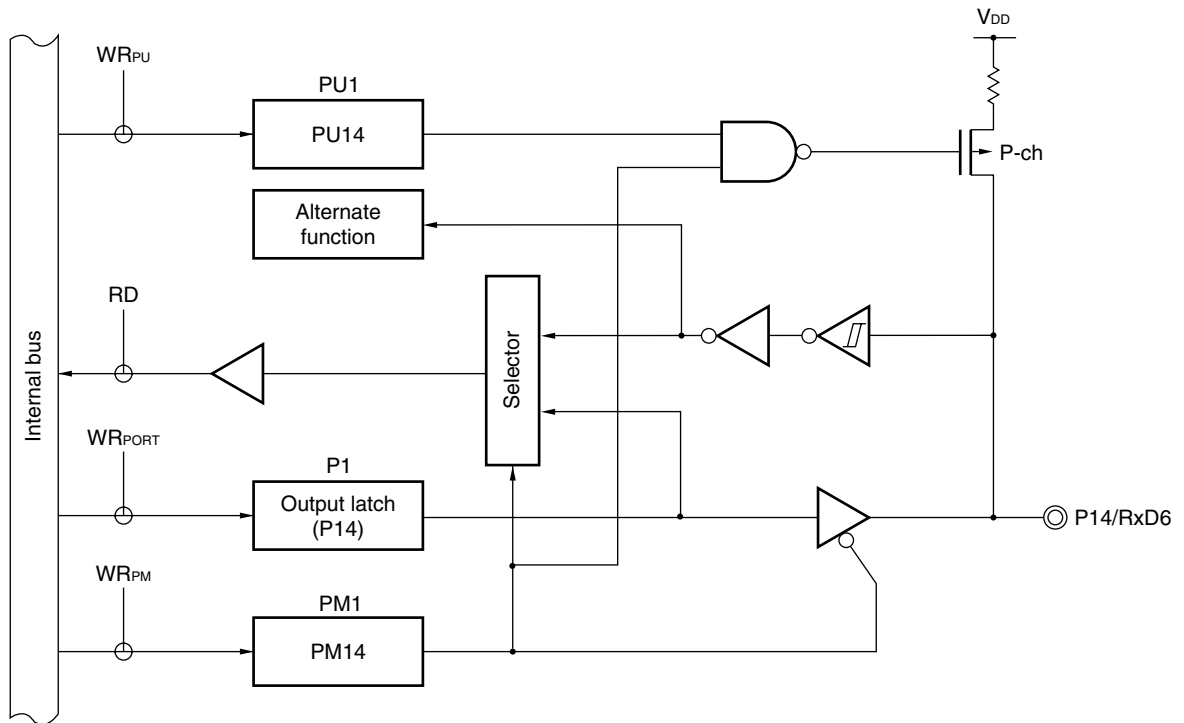 VDD
WRPU
PU1
PU14
P-ch
Alternate
function
RD
Selector
Internal bus
WRPORT
P1
Output latch
(P14)
P14/RxD6
WRPM
PM1
PM14